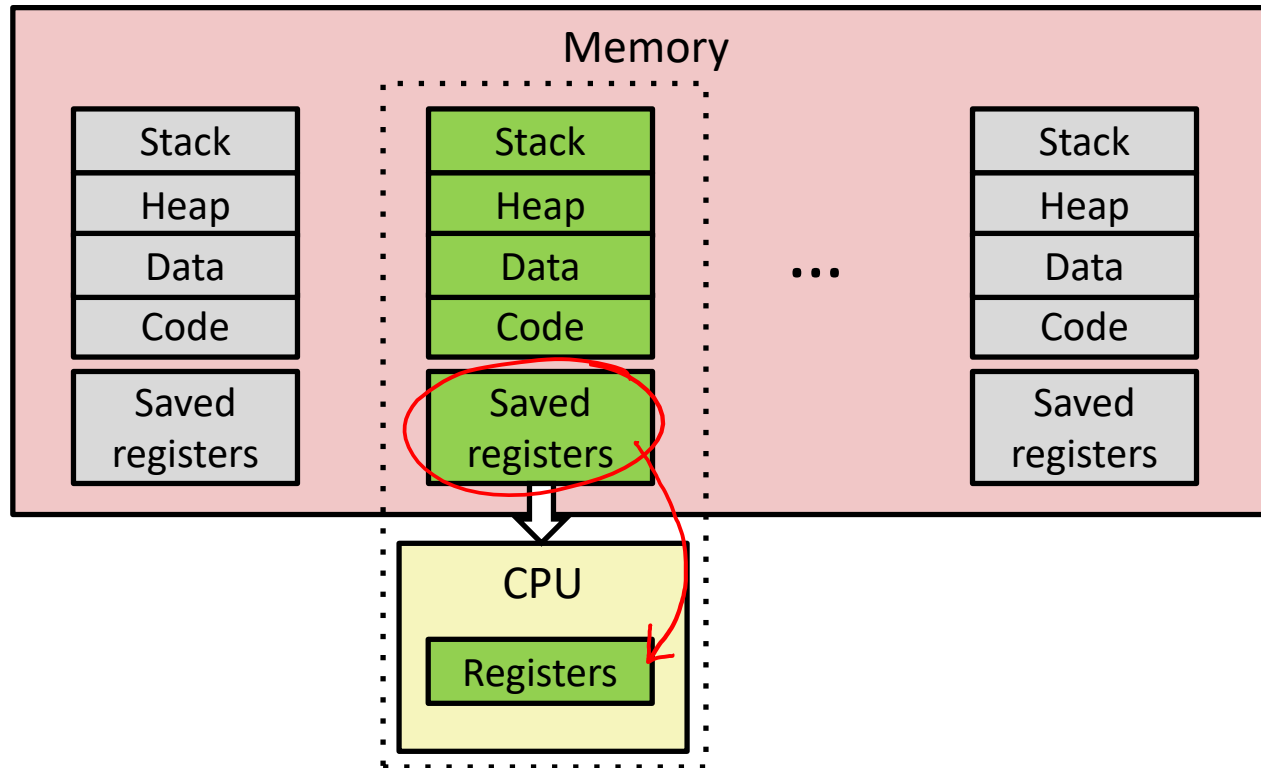 Memory
Stack
Heap
Data
Code
Saved
registers
Stack
Heap
Data
Code
Saved
registers
...
Stack
Heap
Data
Code
Saved
registers
CPU
Registers